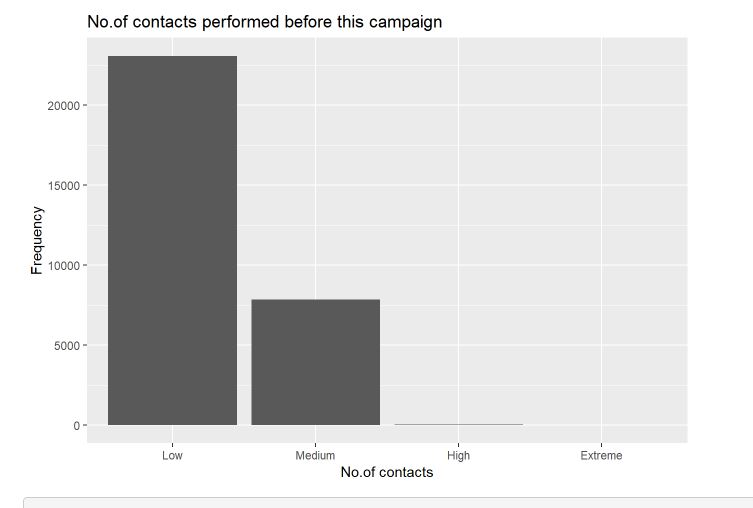 No.of contacts performed before this campaign
20000
15000
10000
5000
0
Frequency
Low Medium High Extreme
No.of contacts